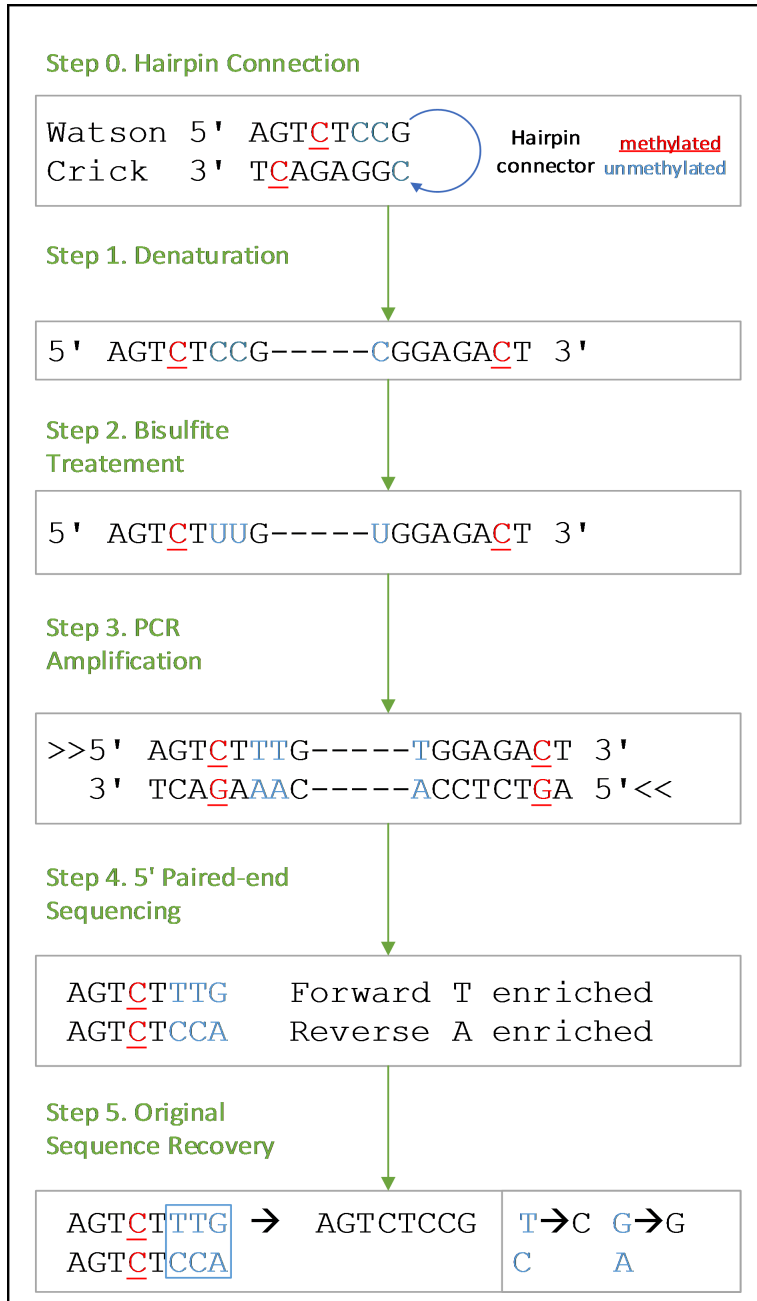 Step 0. Hairpin Connection
Watson 5' AGTCTCCG
Crick 3' TCAGAGGC
Hairpin
connector
methylated
unmethylated
Step 1. Denaturation
5' AGTCTCCG-----CGGAGACT 3'
Step 2. Bisulfite
Treatement
5' AGTCTUUG-----UGGAGACT 3'
Step 3. PCR
Amplification
>>5' AGTCTTTG-----TGGAGACT 3'
3' TCAGAAAC-----ACCTCTGA 5'<<
Step 4. 5' Paired-end
Sequencing
AGTCTTTG Forward T enriched
AGTCTCCA Reverse A enriched
Step 5. Original
Sequence Recovery
AGTCTTTG → AGTCTCCG
AGTCTCCA
T→C G→G
C A